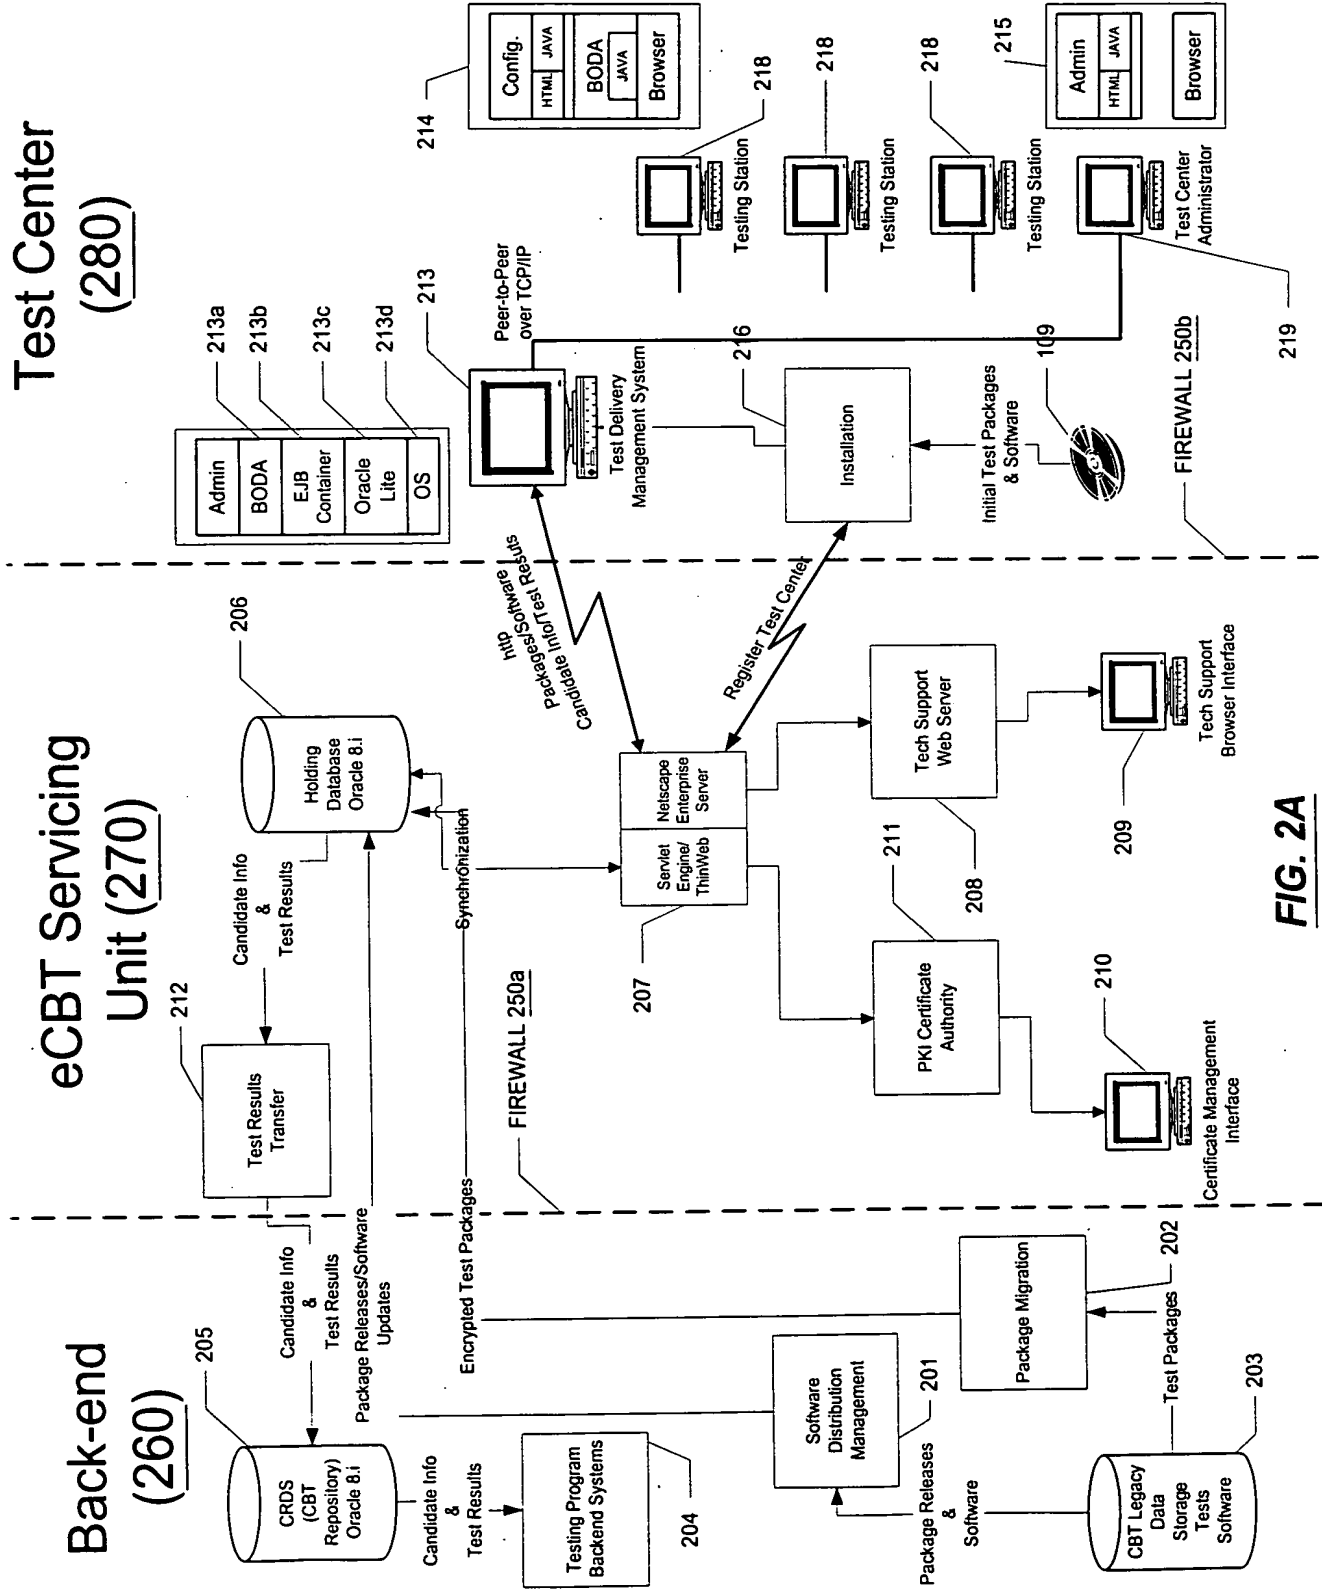 Back-end
(260)
eCBT Servicing
Unit (270)
Test Center
(280)
205
CRDS
(CBT
Repository)
Oracle 8.i
Candidate Info
&
Test Results
Testing Program
Backend Systems
204
Candidate Info
&
Test Results
Package Releases/Software
Updates
Encrypted Test Packages
Software
Distribution
Management
201
Package Releases
&
Software
Package Migration
202
Test Packages
CBT Legacy
Data
Storage
Tests
Software
203
212
Test Results
Transfer
Candidate Info
&
Test Results
206
Holding
Database
Oracle 8.i
Synchronization
FIREWALL 250a
Servlet
Engine/
ThinWeb
Netscape
Enterprise
Server
207
http
Packages/Software
Candidate Info/Test Resuts
Register Test Center
211
PKI Certificate
Authority
210
Certificate Management
Interface
Tech Support
Web Server
208
209
Tech Support
Browser Interface
Admin
BODA
EJB
Container
Oracle
Lite
OS
213a
213b
213c
213d
213
Peer-to-Peer
over TCP/IP
Test Delivery
Management System
216
Installation
Initial Test Packages
& Software
109
FIREWALL 250b
214
Config.
HTML
JAVA
BODA
JAVA
Browser
218
Testing Station
218
Testing Station
218
Testing Station
215
Admin
HTML
JAVA
Browser
Test Center
Administrator
219
FIG. 2A